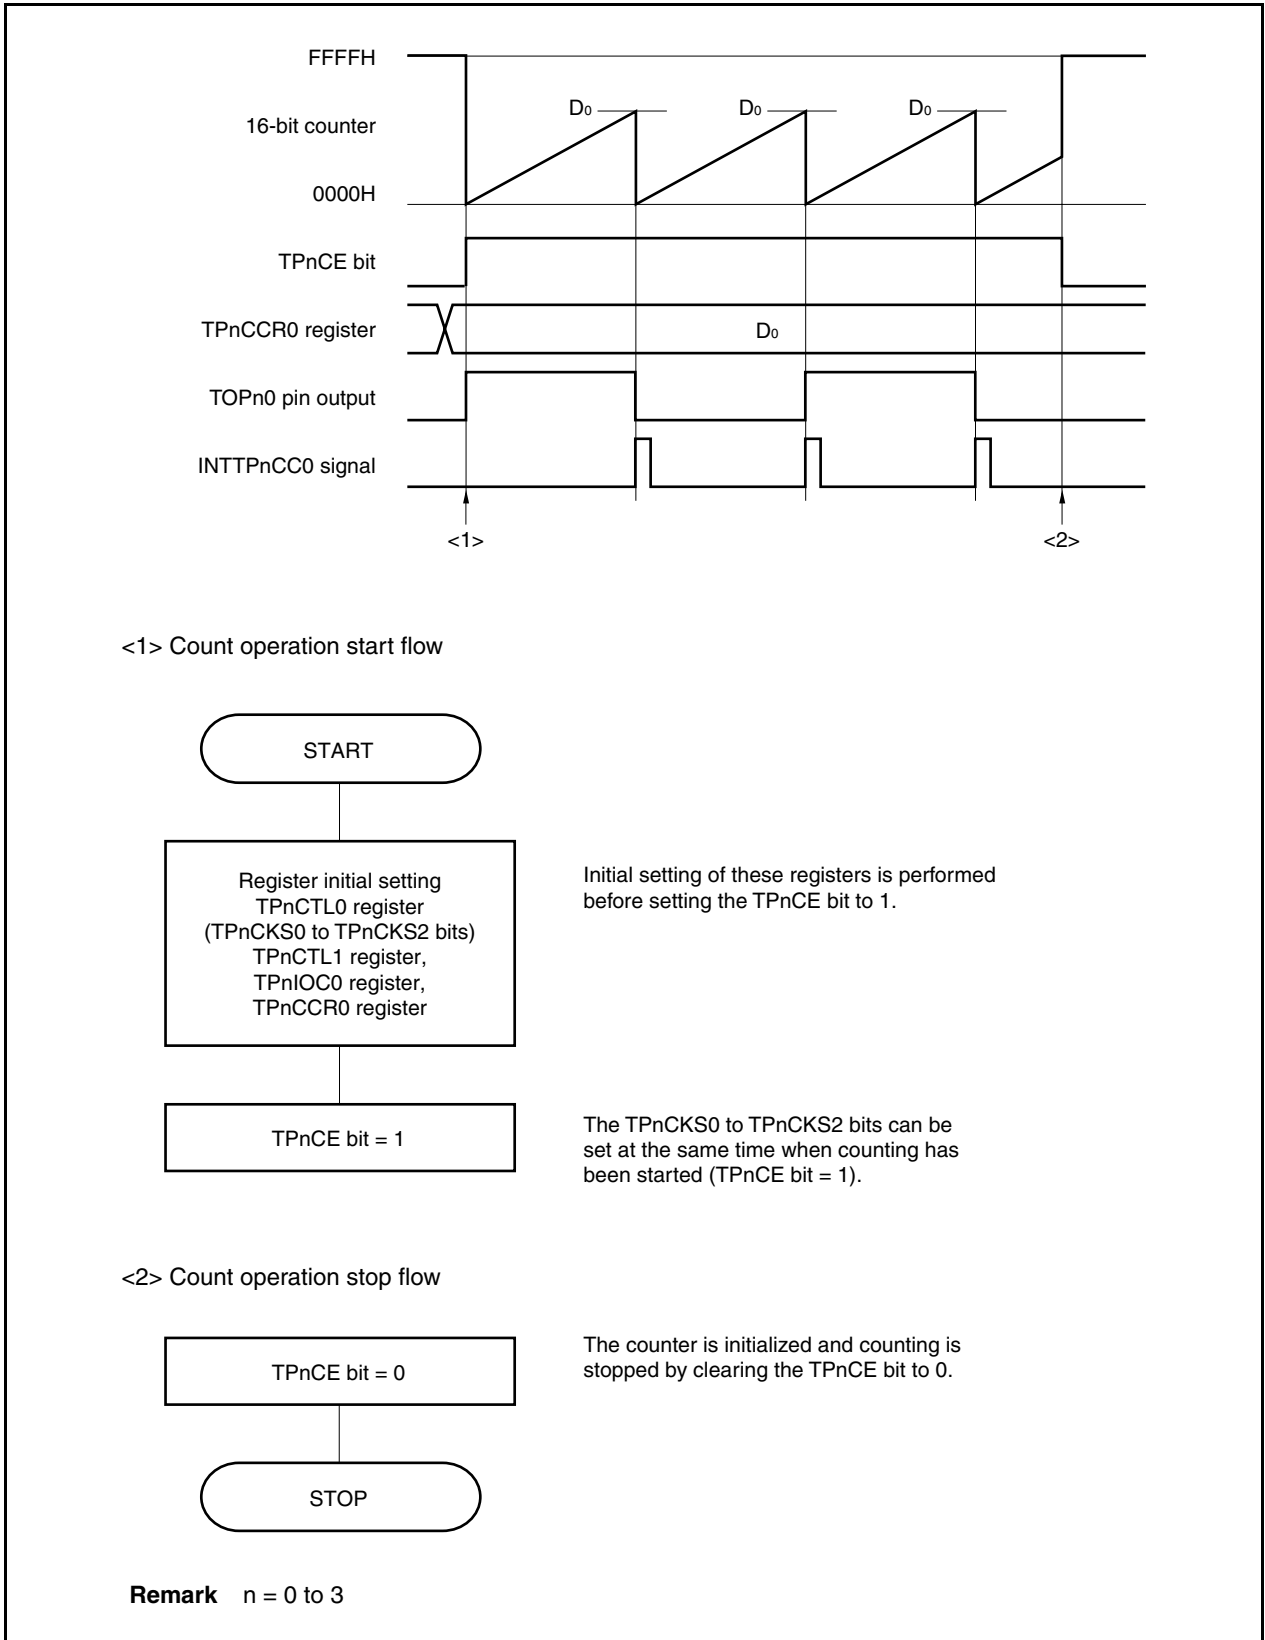 FFFFH
D0 D0 D0
16-bit counter
0000H
TPnCE bit
TPnCCR0 register D0
TOPn0 pin output
INTTPnCC0 signal
<1> <2>
<1> Count operation start flow
START
Register initial setting
TPnCTL0 register
(TPnCKS0 to TPnCKS2 bits)
TPnCTL1 register,
TPnIOC0 register,
TPnCCR0 register
Initial setting of these registers is performed
before setting the TPnCE bit to 1.
TPnCE bit = 1
The TPnCKS0 to TPnCKS2 bits can be
set at the same time when counting has
been started (TPnCE bit = 1).
<2> Count operation stop flow
TPnCE bit = 0
The counter is initialized and counting is
stopped by clearing the TPnCE bit to 0.
STOP
Remark n = 0 to 3